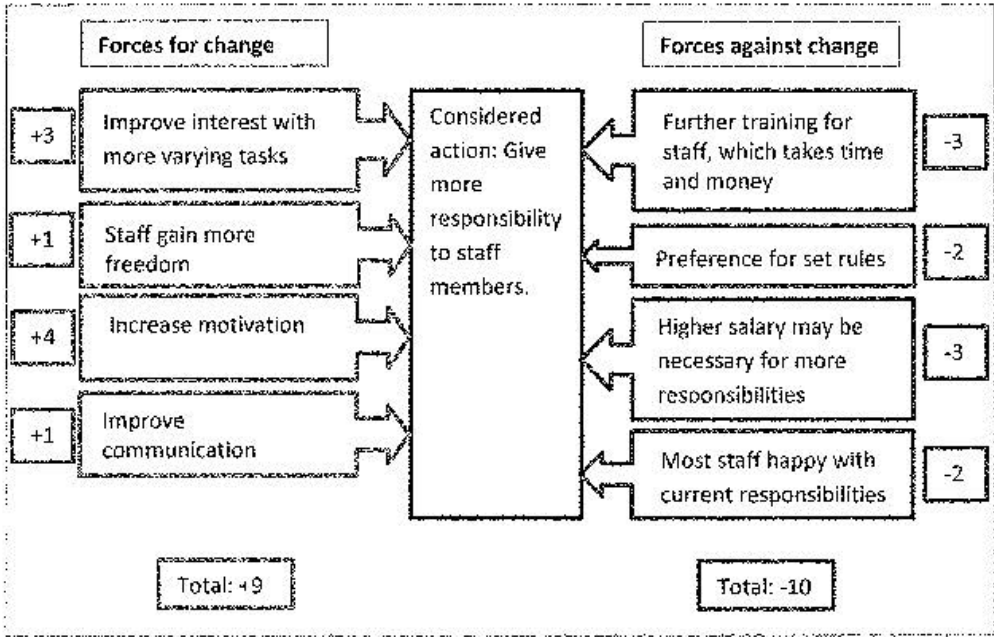 Forces for change
Forces against change
+3
Improve interest with
more varying tasks
+1
Staff gain more
freedom
+4
Increase motivation
+1
Improve
communication
Considered
action: Give
more
responsibility
to staff
members.
Further training for
staff, which takes time
and money
-3
Preference for set rules
-2
Higher salary may be
necessary for more
responsibilities
-3
Most staff happy with
current responsibilities
-2
Total: +9
Total: -10